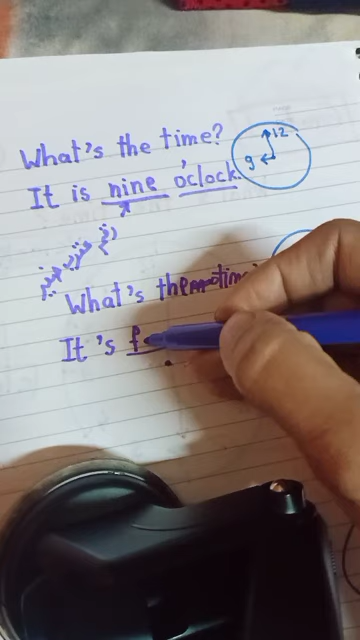 What's the time?
It is nine o'clock.
12
9
What's the time
It's f